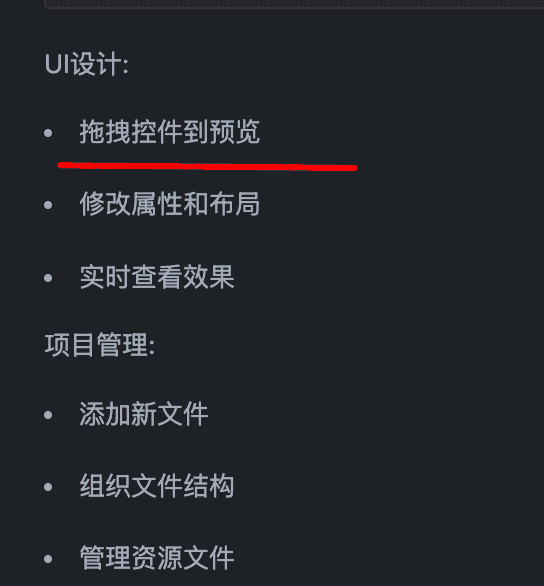 UI设计:
• 拖拽控件到预览
• 修改属性和布局
• 实时查看效果
项目管理:
• 添加新文件
• 组织文件结构
• 管理资源文件